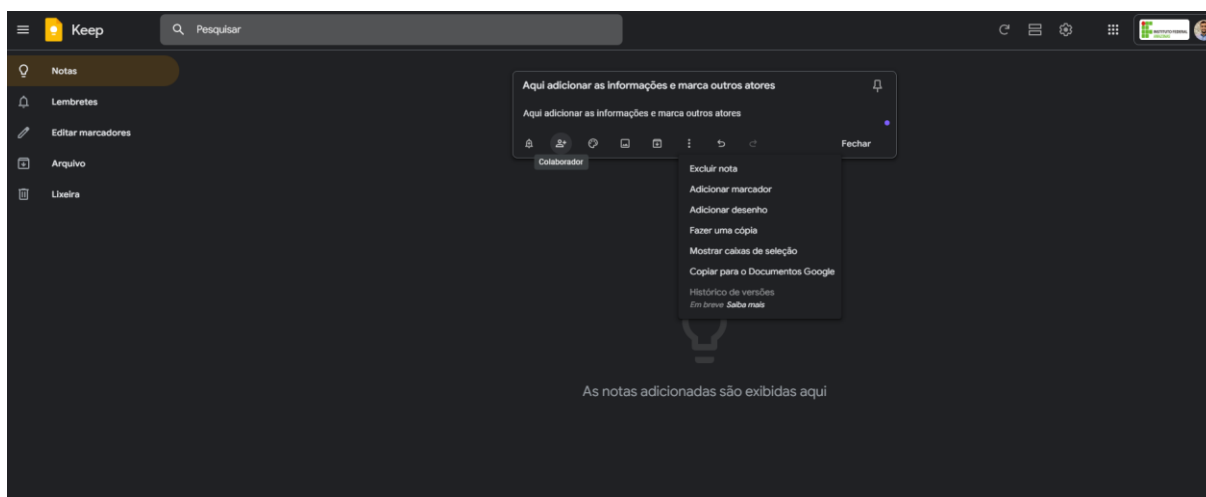 Keep
Pesquisar
INSTITUTO FEDERAL
Notas
Lembretes
Editar marcadores
Arquivo
Lixeira
Aqui adicionar as informações e marca outros atores
Aqui adicionar as informações e marca outros atores
Fechar
Colaborador
Excluir nota
Adicionar marcador
Adicionar desenho
Fazer uma cópia
Mostrar caixas de seleção
Copiar para o Documentos Google
Histórico de versões
Em breve Saiba mais
As notas adicionadas são exibidas aqui